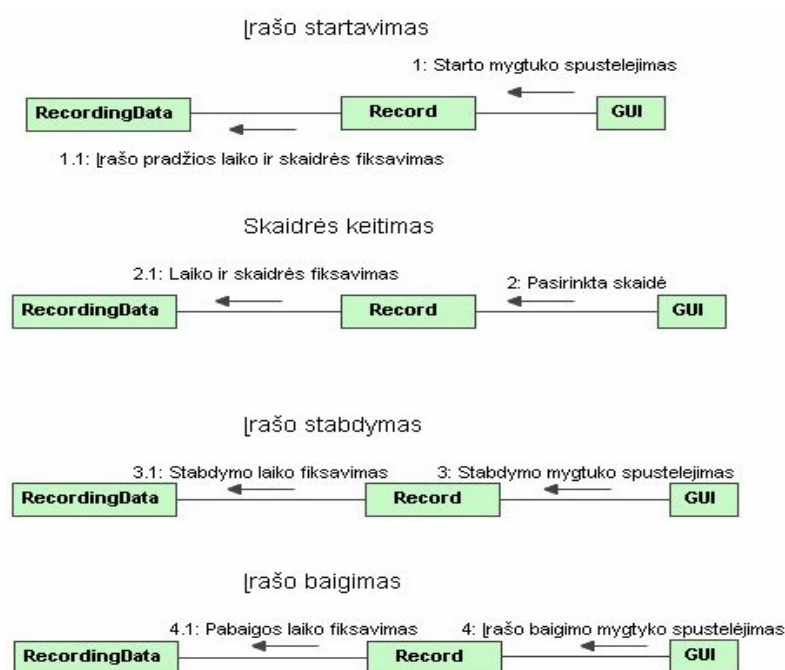 Įrašo startavimas
1: Starto mygtuko spustelejimas
RecordingData
Record
GUI
1.1: Įrašo pradžios laiko ir skaidrės fiksavimas
Skaidrės keitimas
2.1: Laiko ir skaidrės fiksavimas
2: Pasirinkta skaidė
RecordingData
Record
GUI
Įrašo stabdymas
3.1: Stabdymo laiko fiksavimas
3: Stabdymo mygtuko spustelejimas
RecordingData
Record
GUI
Įrašo baigimas
4.1: Pabaigos laiko fiksavimas
4: Įrašo baigimo mygtyko spustelėjimas
RecordingData
Record
GUI